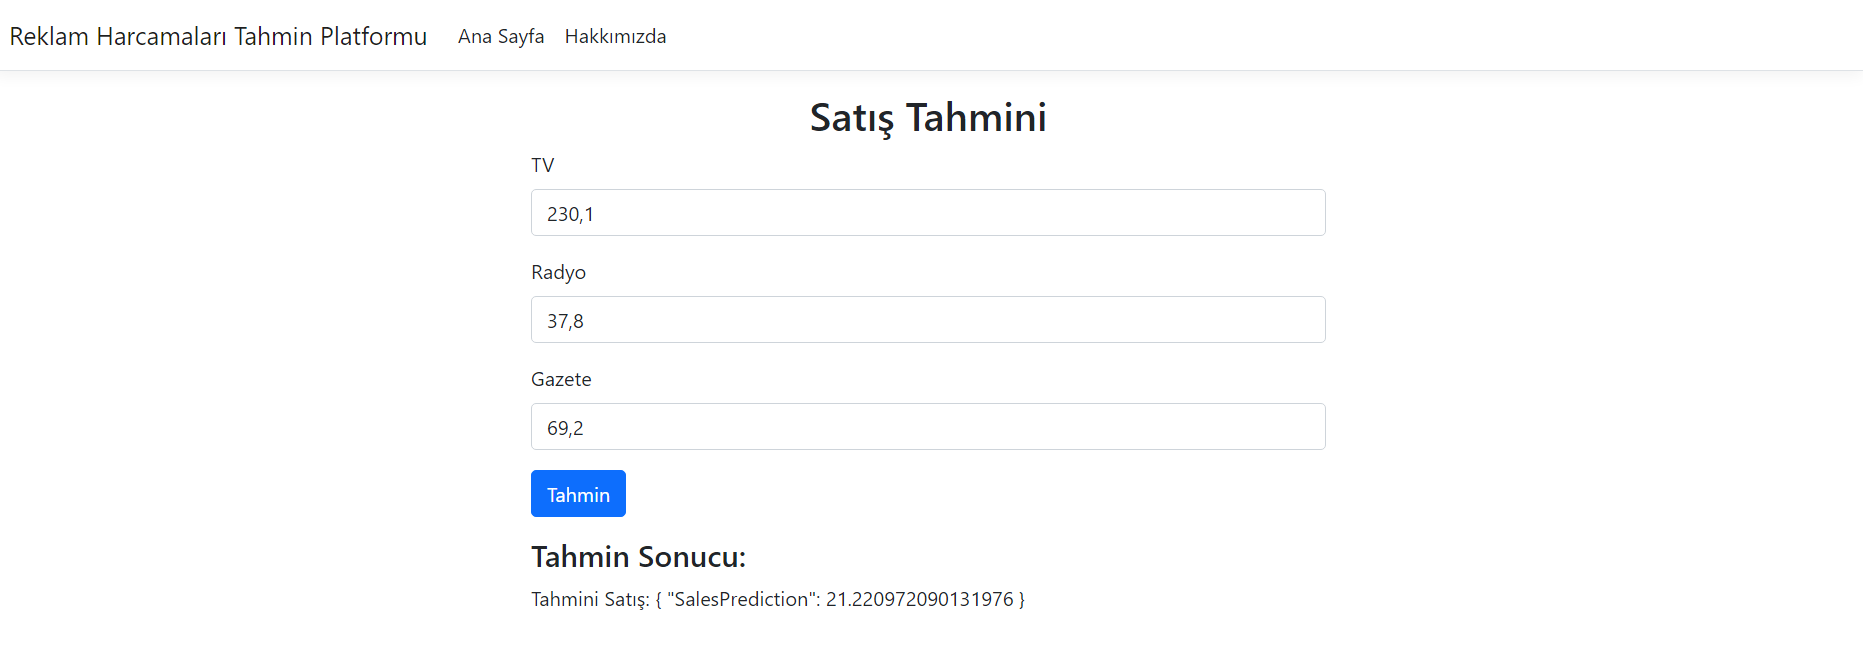 Reklam Harcamaları Tahmin Platformu Ana Sayfa Hakkımızda
Satış Tahmini
TV
230,1
Radyo
37,8
Gazete
69,2
Tahmin
Tahmin Sonucu:
Tahmini Satış: { "SalesPrediction": 21.220972090131976 }